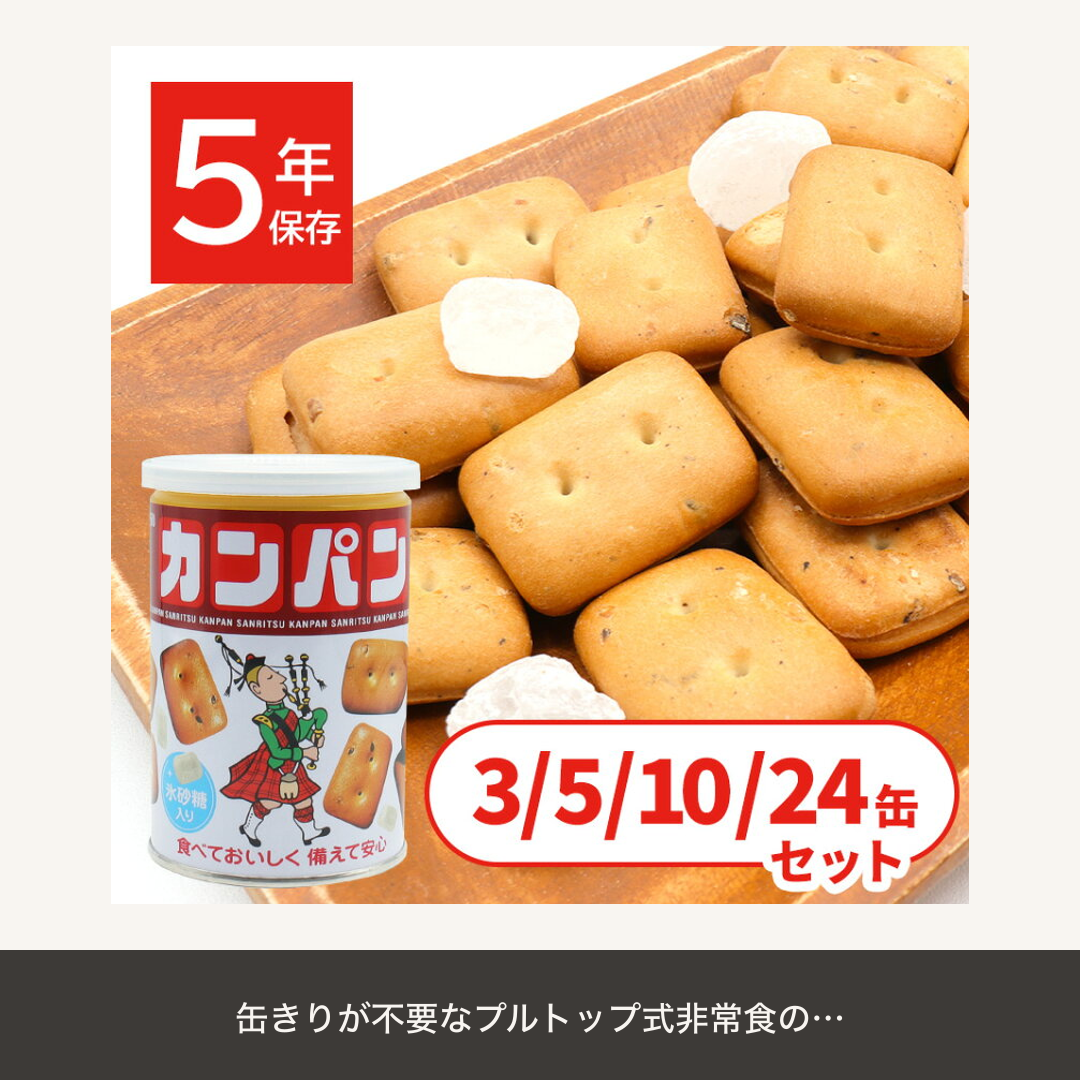 5年
保存
カンパン
KANPAN SANRITSU KANPAN SANRITSU KANPAN SANRITSU KANPAN SANR
氷砂糖
入り
食べておいしく 備えて安心
3/5/10/24缶
セット
缶きりが不要なプルトップ式非常食の…